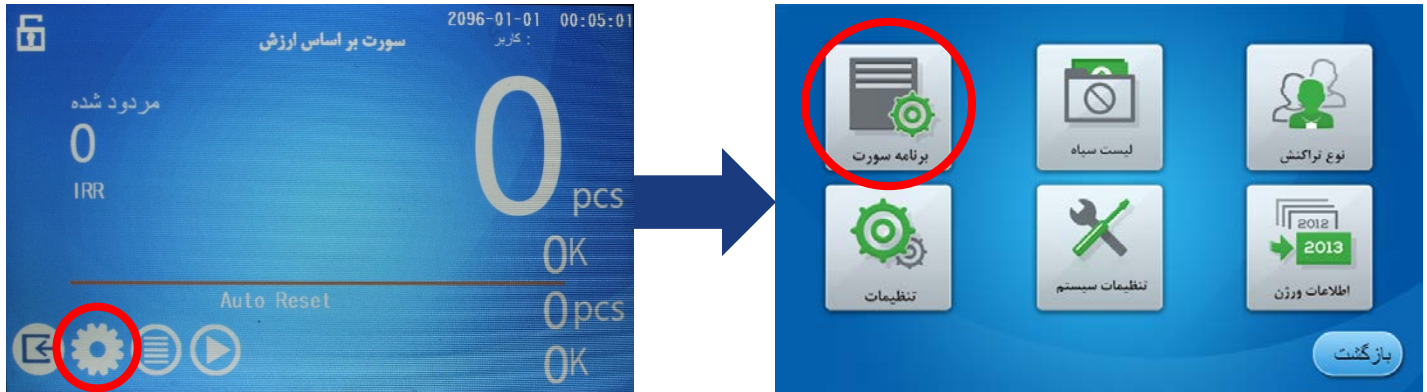 2096-01-01 00:05:01
کاربر :
سورت بر اساس ارزش
مردود شده
0
IRR
0 pcs
0K
Auto Reset
0pcs
0K
برنامه سورت
لیست سیاه
نوع تراکنش
تنظیمات
تنظیمات سیستم
2012
2013
اطلاعات ورژن
بازگشت